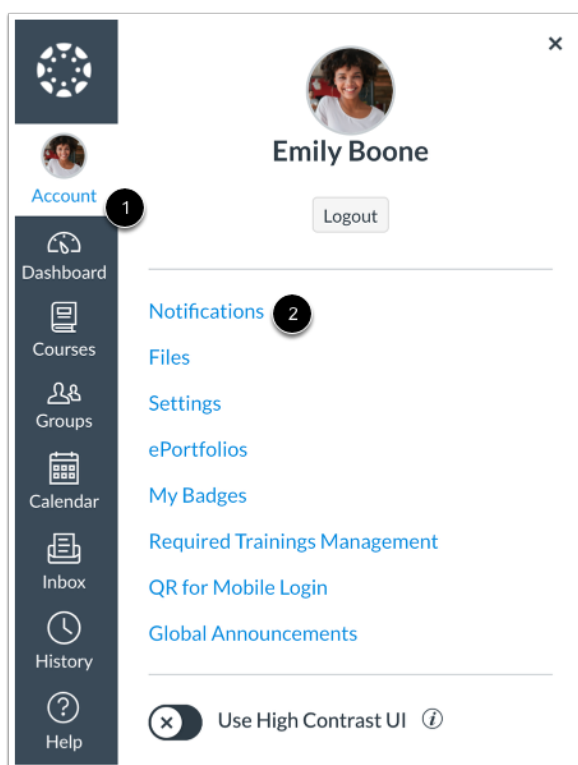 Emily Boone
Logout
Account
1
Dashboard
Courses
Groups
Calendar
Inbox
History
Help
Notifications 2
Files
Settings
ePortfolios
My Badges
Required Trainings Management
QR for Mobile Login
Global Announcements
Use High Contrast UI i